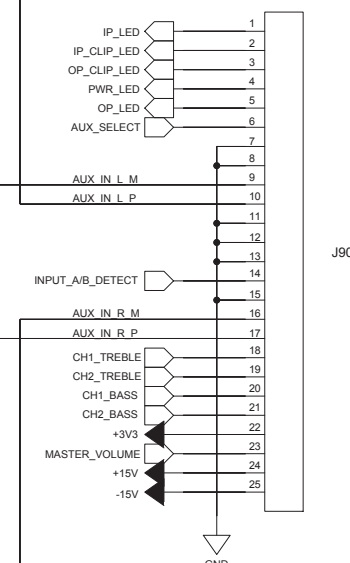 IP_LED 1
IP_CLIP_LED 2
OP_CLIP_LED 3
PWR_LED 4
OP_LED 5
AUX_SELECT 6
7
8
AUX_IN_L_M 9
AUX_IN_L_P 10
11
12
13
INPUT_A/B_DETECT 14
15
AUX_IN_R_M 16
AUX_IN_R_P 17
CH1_TREBLE 18
CH2_TREBLE 19
CH1_BASS 20
CH2_BASS 21
+3V3 22
MASTER_VOLUME 23
+15V 24
-15V 25
J90
GND